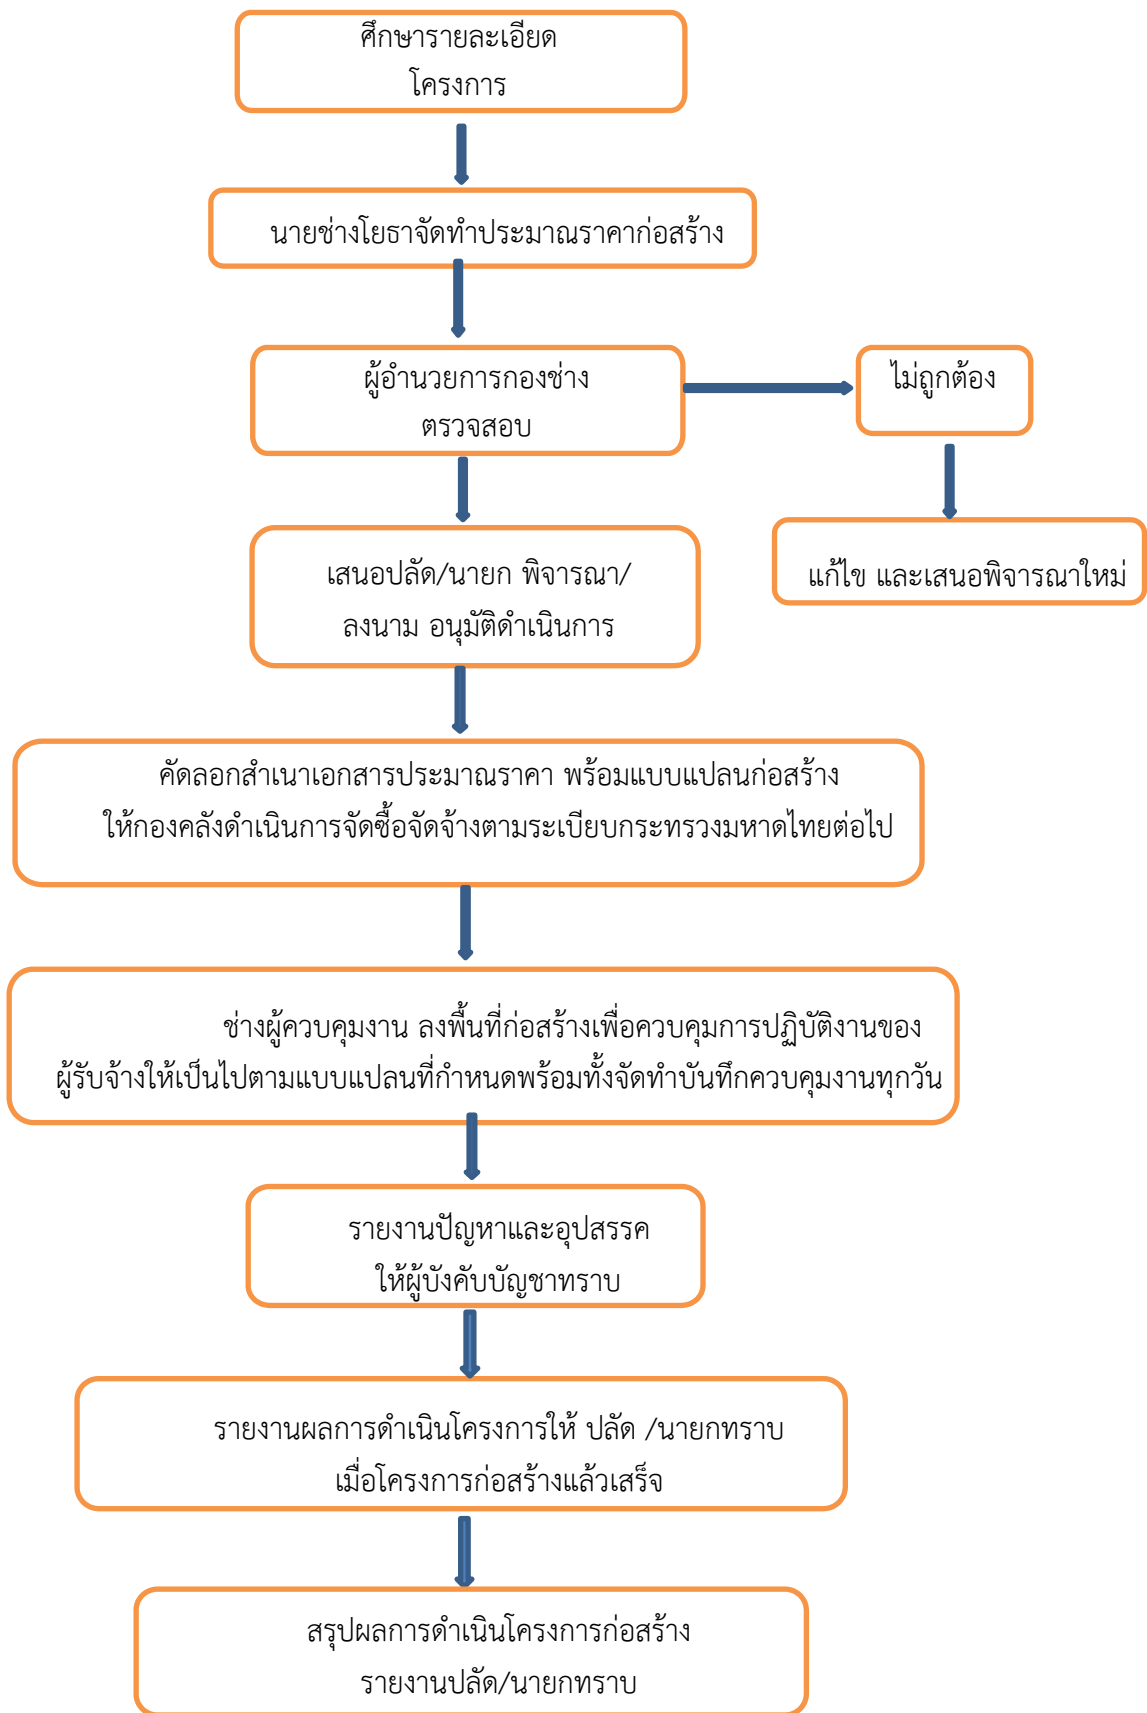 ศึกษารายละเอียด
โครงการ
นายช่างโยธาจัดทำประมาณราคาก่อสร้าง
ผู้อำนวยการกองช่าง
ตรวจสอบ
ไม่ถูกต้อง
แก้ไข และเสนอพิจารณาใหม่
เสนอปลัด/นายก พิจารณา/
ลงนาม อนุมัติดำเนินการ
คัดลอกสำเนาเอกสารประมาณราคา พร้อมแบบแปลนก่อสร้าง
ให้กองคลังดำเนินการจัดซื้อจัดจ้างตามระเบียบกระทรวงมหาดไทยต่อไป
ช่างผู้ควบคุมงาน ลงพื้นที่ก่อสร้างเพื่อควบคุมการปฏิบัติงานของ
ผู้รับจ้างให้เป็นไปตามแบบแปลนที่กำหนดพร้อมทั้งจัดทำบันทึกควบคุมงานทุกวัน
รายงานปัญหาและอุปสรรค
ให้ผู้บังคับบัญชาทราบ
รายงานผลการดำเนินโครงการให้ ปลัด /นายกทราบ
เมื่อโครงการก่อสร้างแล้วเสร็จ
สรุปผลการดำเนินโครงการก่อสร้าง
รายงานปลัด/นายกทราบ